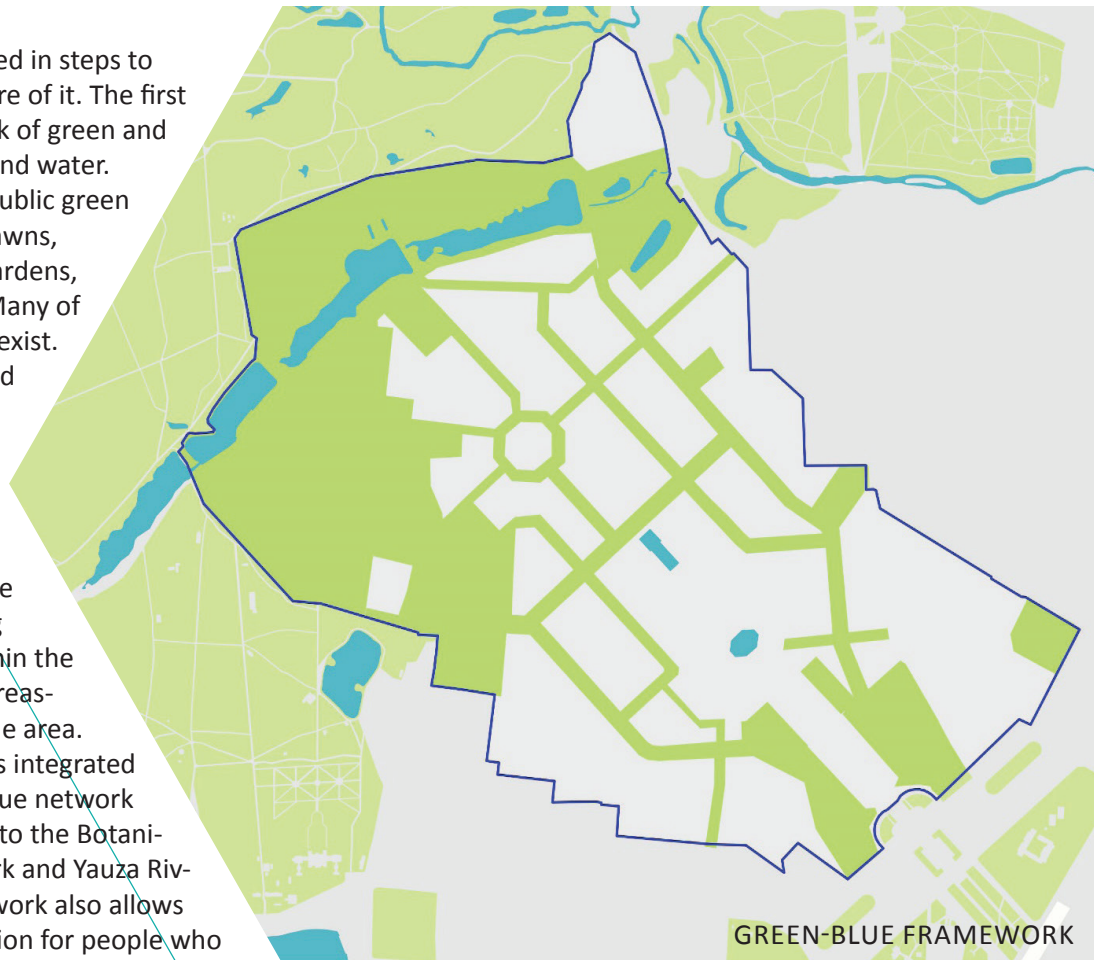 ed in steps to
re of it. The first
k of green and
nd water.
ublic green
wns,
ardens,
Many of
exist.
d
e
g
hin the
reas-
e area.
s integrated
ue network
to the Botani-
rk and Yauza Riv-
work also allows
ion for people who
GREEN-BLUE FRAMEWORK